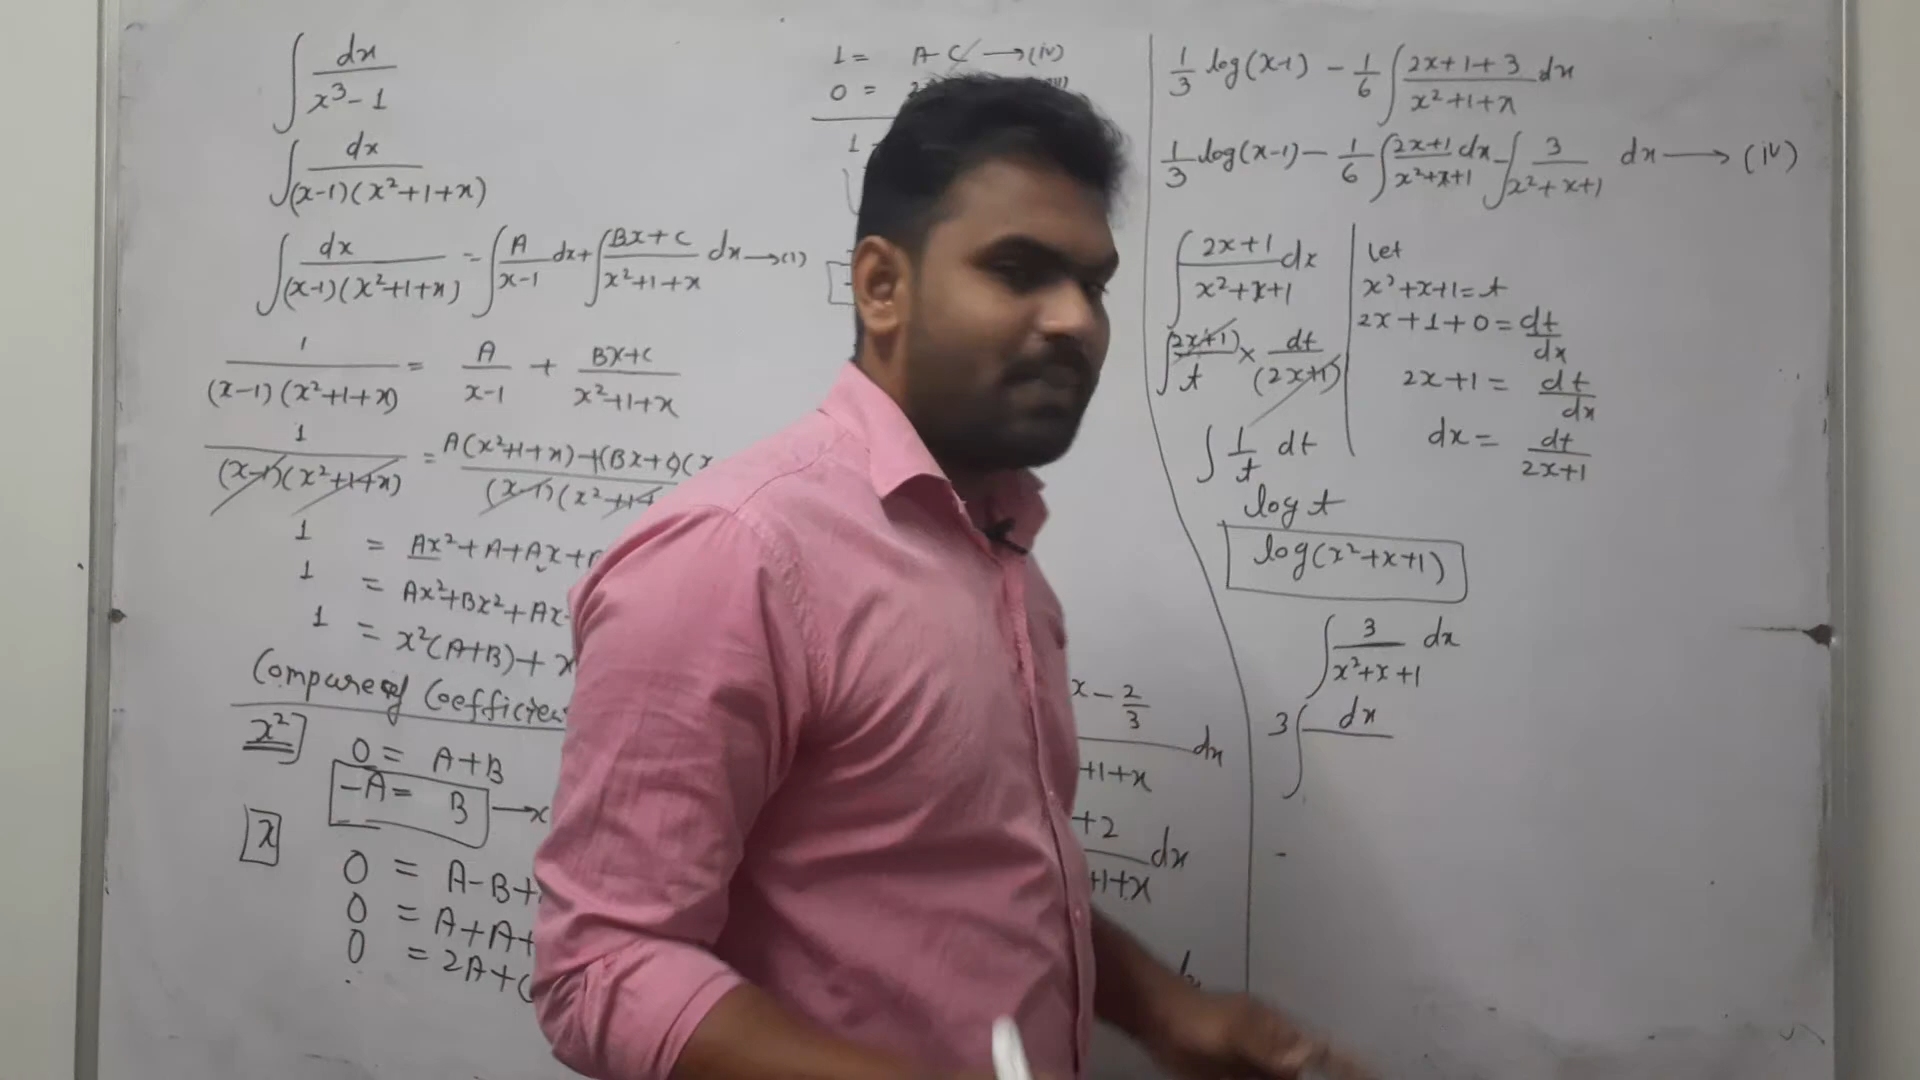 ∫ dx / x³ - 1
∫ dx / (x-1)(x²+1+x)
∫ dx / (x-1)(x²+1+x) = ∫ A / x-1 dx + ∫ Bx+C / x²+1+x dx → (1)
1 / (x-1)(x²+1+x) = A / x-1 + Bx+C / x²+1+x
1 / (x-1)(x²+1+x) = A(x²+1+x)+(Bx+C)(x / (x-1)(x²+1+
1 = Ax²+A+Ax+
1 = Ax²+Bx²+Ax
1 = x²(A+B)+x
Compare of Coefficie
x²
0 = A+B
-A = B → x
x
0 = A-B+
0 = A+A+
0 = 2A+C
1 = A-C → (iv)
0 = 2
1
x - 2/3
+1+x dx
+2
+1+x dx
1/3 log(x-1) - 1/6 ∫ 2x+1+3 / x²+1+x dx
1/3 log(x-1) - 1/6 ∫ 2x+1 / x²+x+1 dx - ∫ 3 / x²+x+1 dx → (iv)
∫ 2x+1 / x²+x+1 dx
∫ (2x+1) / t × dt / (2x+1)
∫ 1/t dt
log t
log(x²+x+1)
Let
x²+x+1 = t
2x+1+0 = dt/dx
2x+1 = dt/dx
dx = dt / 2x+1
∫ 3 / x²+x+1 dx
3 ∫ dx